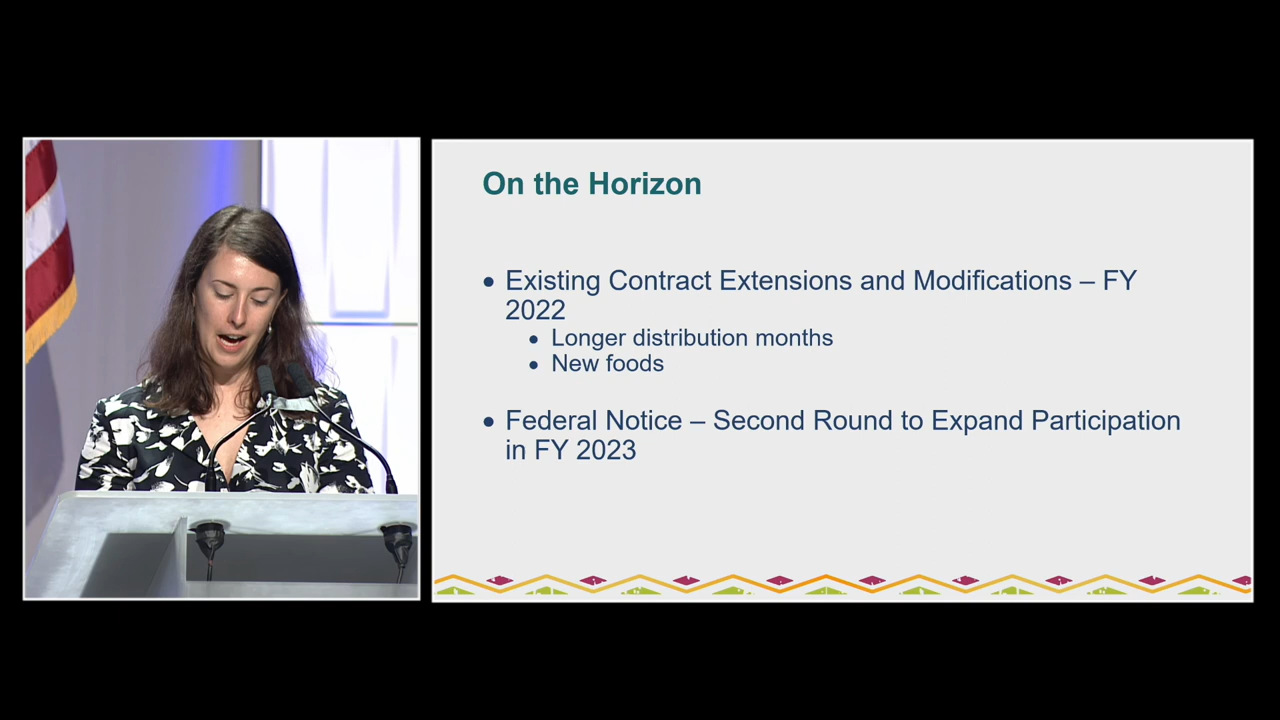 On the Horizon
• Existing Contract Extensions and Modifications – FY
2022
• Longer distribution months
• New foods
• Federal Notice – Second Round to Expand Participation
in FY 2023